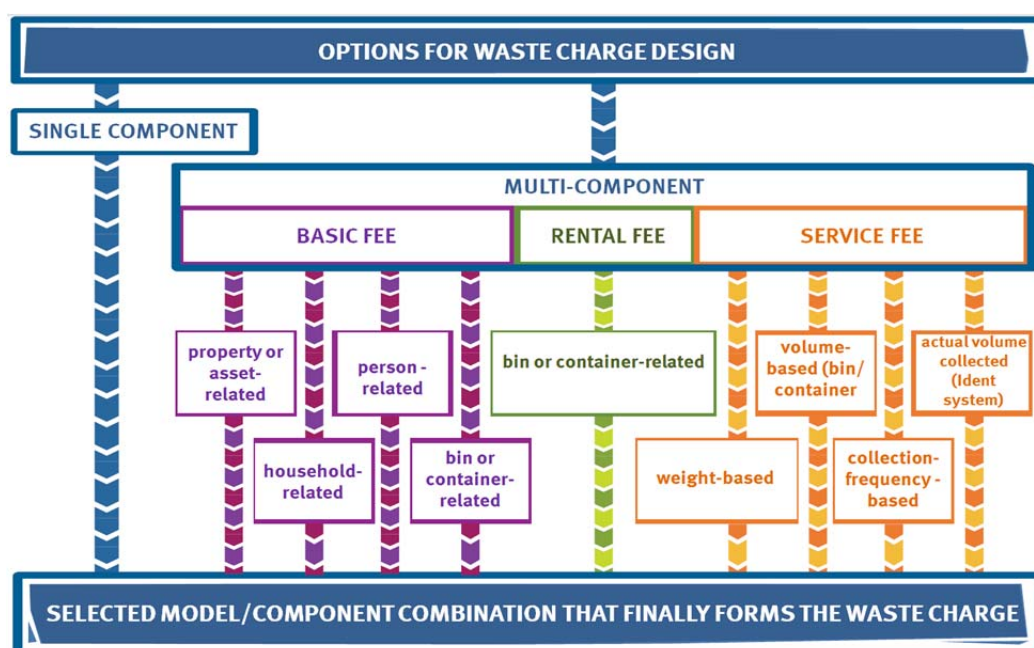 OPTIONS FOR WASTE CHARGE DESIGN
SINGLE COMPONENT
MULTI-COMPONENT
BASIC FEE
RENTAL FEE
SERVICE FEE
property or
asset-
related
person -
related
bin or container-related
volume-
based (bin/
container
actual volume
collected
(Ident
system)
household-
related
bin or
container-
related
weight-based
collection-
frequency -
based
SELECTED MODEL/COMPONENT COMBINATION THAT FINALLY FORMS THE WASTE CHARGE